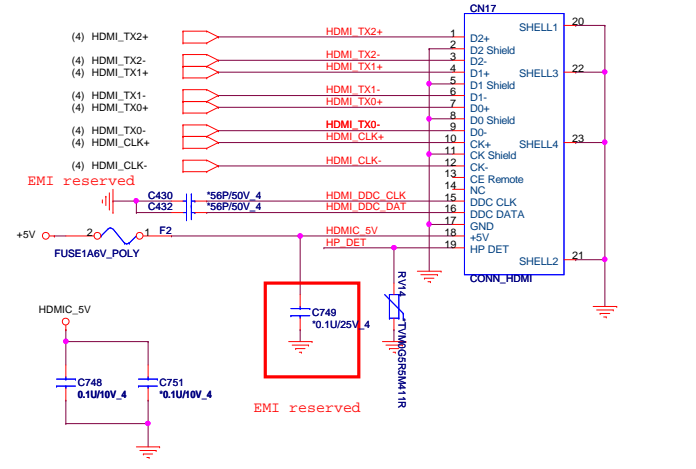 CN17
(4) HDMI_TX2+ HDMI_TX2+ 1 D2+ SHELL1 20
2 D2 Shield
(4) HDMI_TX2- HDMI_TX2- 3 D2-
(4) HDMI_TX1+ HDMI_TX1+ 4 D1+ SHELL3 22
5 D1 Shield
(4) HDMI_TX1- HDMI_TX1- 6 D1-
(4) HDMI_TX0+ HDMI_TX0+ 7 D0+
8 D0 Shield
(4) HDMI_TX0- HDMI_TX0- 9 D0-
(4) HDMI_CLK+ HDMI_CLK+ 10 CK+ SHELL4 23
11 CK Shield
(4) HDMI_CLK- HDMI_CLK- 12 CK-
13 CE Remote
EMI reserved
14 NC
C430 *56P/50V_4 HDMI_DDC_CLK 15 DDC CLK
C432 *56P/50V_4 HDMI_DDC_DAT 16 DDC DATA
17 GND
+5V 2 1 F2 HDMIC_5V 18 +5V
HP_DET 19 HP DET
FUSE1A6V_POLY
SHELL2 21
CONN_HDMI
RV14
*TVM0G5R5M411R
HDMIC_5V
C749
*0.1U/25V_4
C748
0.1U/10V_4
C751
*0.1U/10V_4
EMI reserved